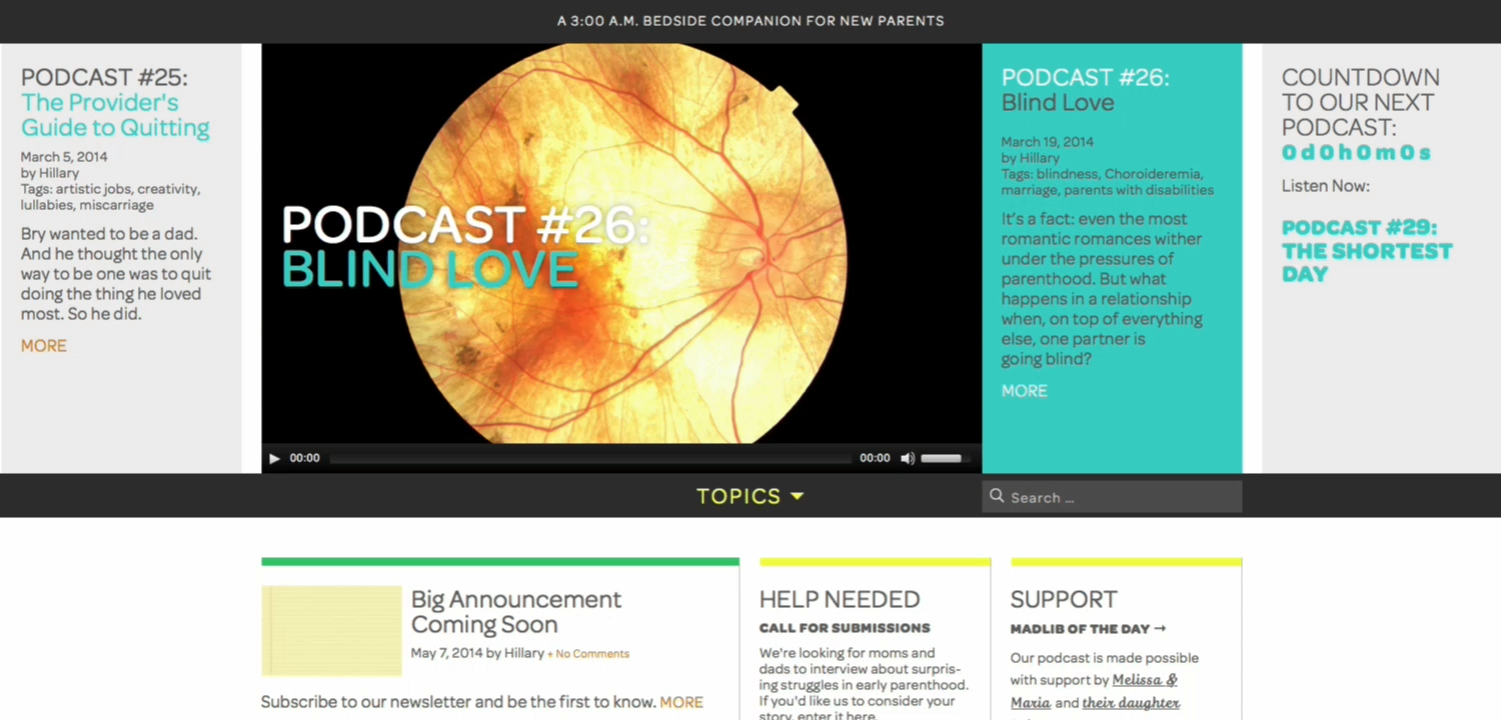 A 3:00 A.M. BEDSIDE COMPANION FOR NEW PARENTS
PODCAST #25:
The Provider's
Guide to Quitting
March 5, 2014
by Hillary
Tags: artistic jobs, creativity,
lullabies, miscarriage
Bry wanted to be a dad.
And he thought the only
way to be one was to quit
doing the thing he loved
most. So he did.
MORE
PODCAST #26:
BLIND LOVE
00:00
00:00
PODCAST #26:
Blind Love
March 19, 2014
by Hillary
Tags: blindness, Choroideremia,
marriage, parents with disabilities
It's a fact: even the most
romantic romances wither
under the pressures of
parenthood. But what
happens in a relationship
when, on top of everything
else, one partner is
going blind?
MORE
COUNTDOWN
TO OUR NEXT
PODCAST:
0d0h0m0s
Listen Now:
PODCAST #29:
THE SHORTEST
DAY
TOPICS
Search ...
Big Announcement
Coming Soon
May 7, 2014 by Hillary + No Comments
Subscribe to our newsletter and be the first to know. MORE
HELP NEEDED
CALL FOR SUBMISSIONS
We're looking for moms and
dads to interview about surpris-
ing struggles in early parenthood.
If you'd like us to consider your
story, enter it here.
SUPPORT
MADLIB OF THE DAY →
Our podcast is made possible
with support by Melissa &
Maria and their daughter